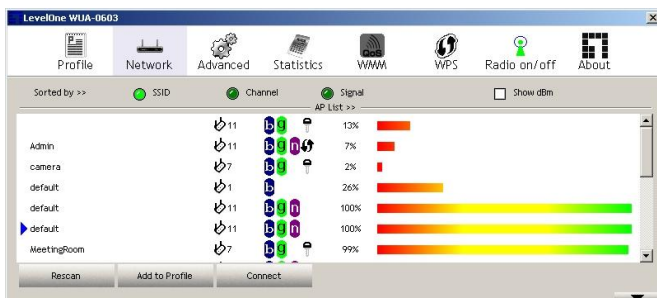 LevelOne WUA-0603
Profile Network Advanced Statistics QoS WMM WPS Radio on/off About
Sorted by >> SSID Channel Signal Show dBm
AP List >>
11 b g 13%
Admin 11 b g n 7%
camera 7 b g 2%
default 1 b 26%
default 11 b g n 100%
default 11 b g n 100%
MeetingRoom 7 b g 99%
Rescan Add to Profile Connect